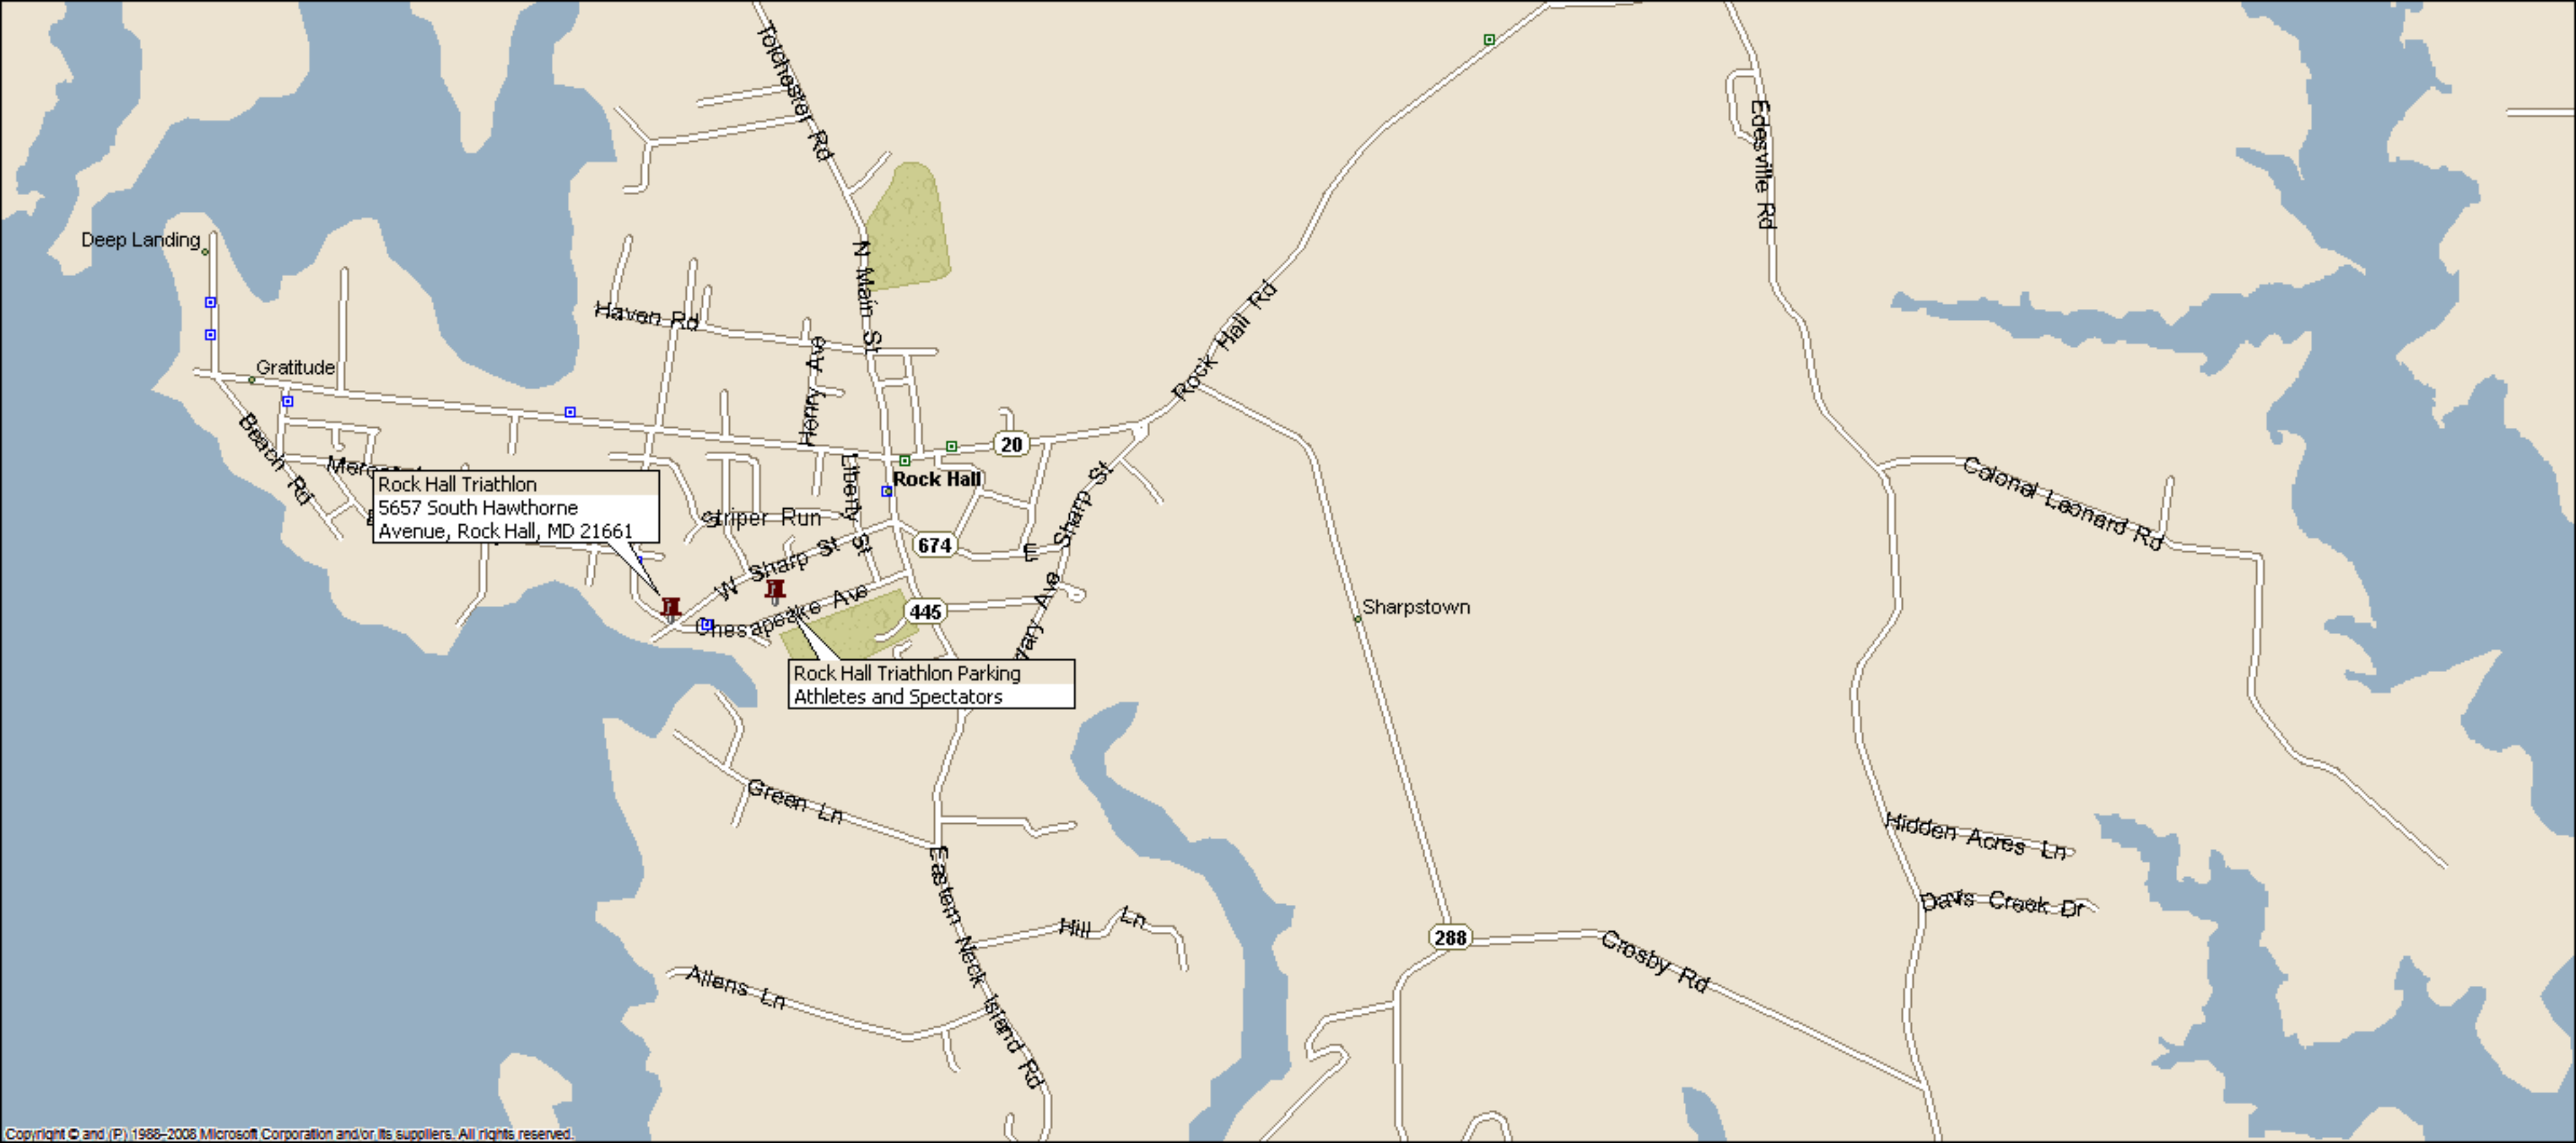 Tolchester Rd
Edesville Rd
Deep Landing
N Main St
Rock Hall Rd
Haven Rd
Henry Ave
Gratitude
Beach Rd
20
Rock Hall
Liberty St
E Sharp St
Colonal Leonard Rd
Rock Hall Triathlon
5657 South Hawthorne
Avenue, Rock Hall, MD 21661
Striper Run
674
W Sharp St
Chesapeake Ave
445
Ave
Sharpstown
Rock Hall Triathlon Parking
Athletes and Spectators
Green Ln
Hidden Acres Ln
Davis Creek Dr
Eastern Neck Island Rd
Hill Ln
288
Crosby Rd
Allens Ln
Copyright © and (P) 1988–2008 Microsoft Corporation and/or its suppliers. All rights reserved.